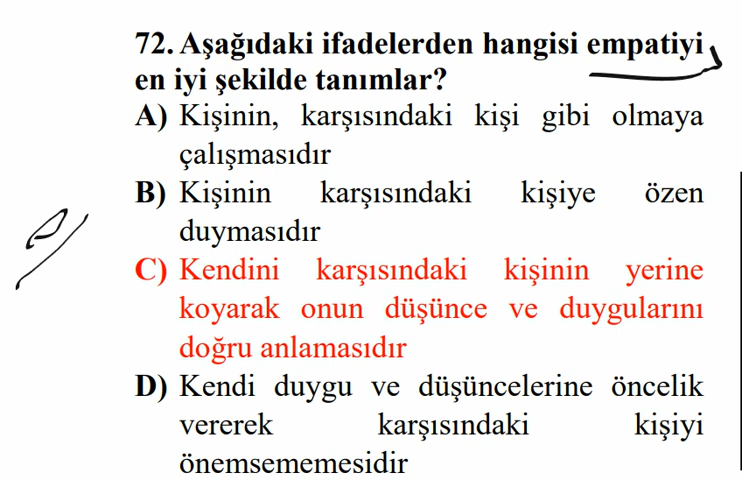 72. Aşağıdaki ifadelerden hangisi empatiyi
en iyi şekilde tanımlar?
A) Kişinin, karşısındaki kişi gibi olmaya
çalışmasıdır
B) Kişinin karşısındaki kişiye özen
duymasıdır
C) Kendini karşısındaki kişinin yerine
koyarak onun düşünce ve duygularını
doğru anlamasıdır
D) Kendi duygu ve düşüncelerine öncelik
vererek karşısındaki kişiyi
önemsememesidir